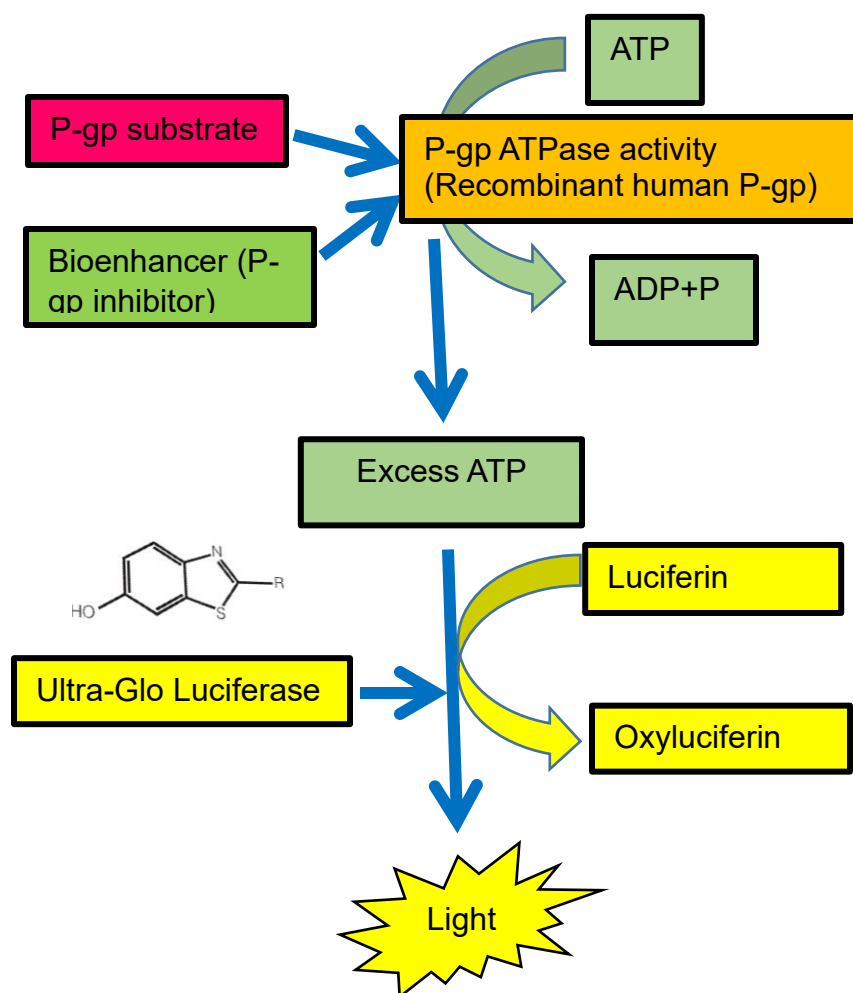 ATP
P-gp substrate
P-gp ATPase activity
(Recombinant human P-gp)
Bioenhancer (P-
gp inhibitor)
ADP+P
Excess ATP
N
R
S
HO
Luciferin
Ultra-Glo Luciferase
Oxyluciferin
Light